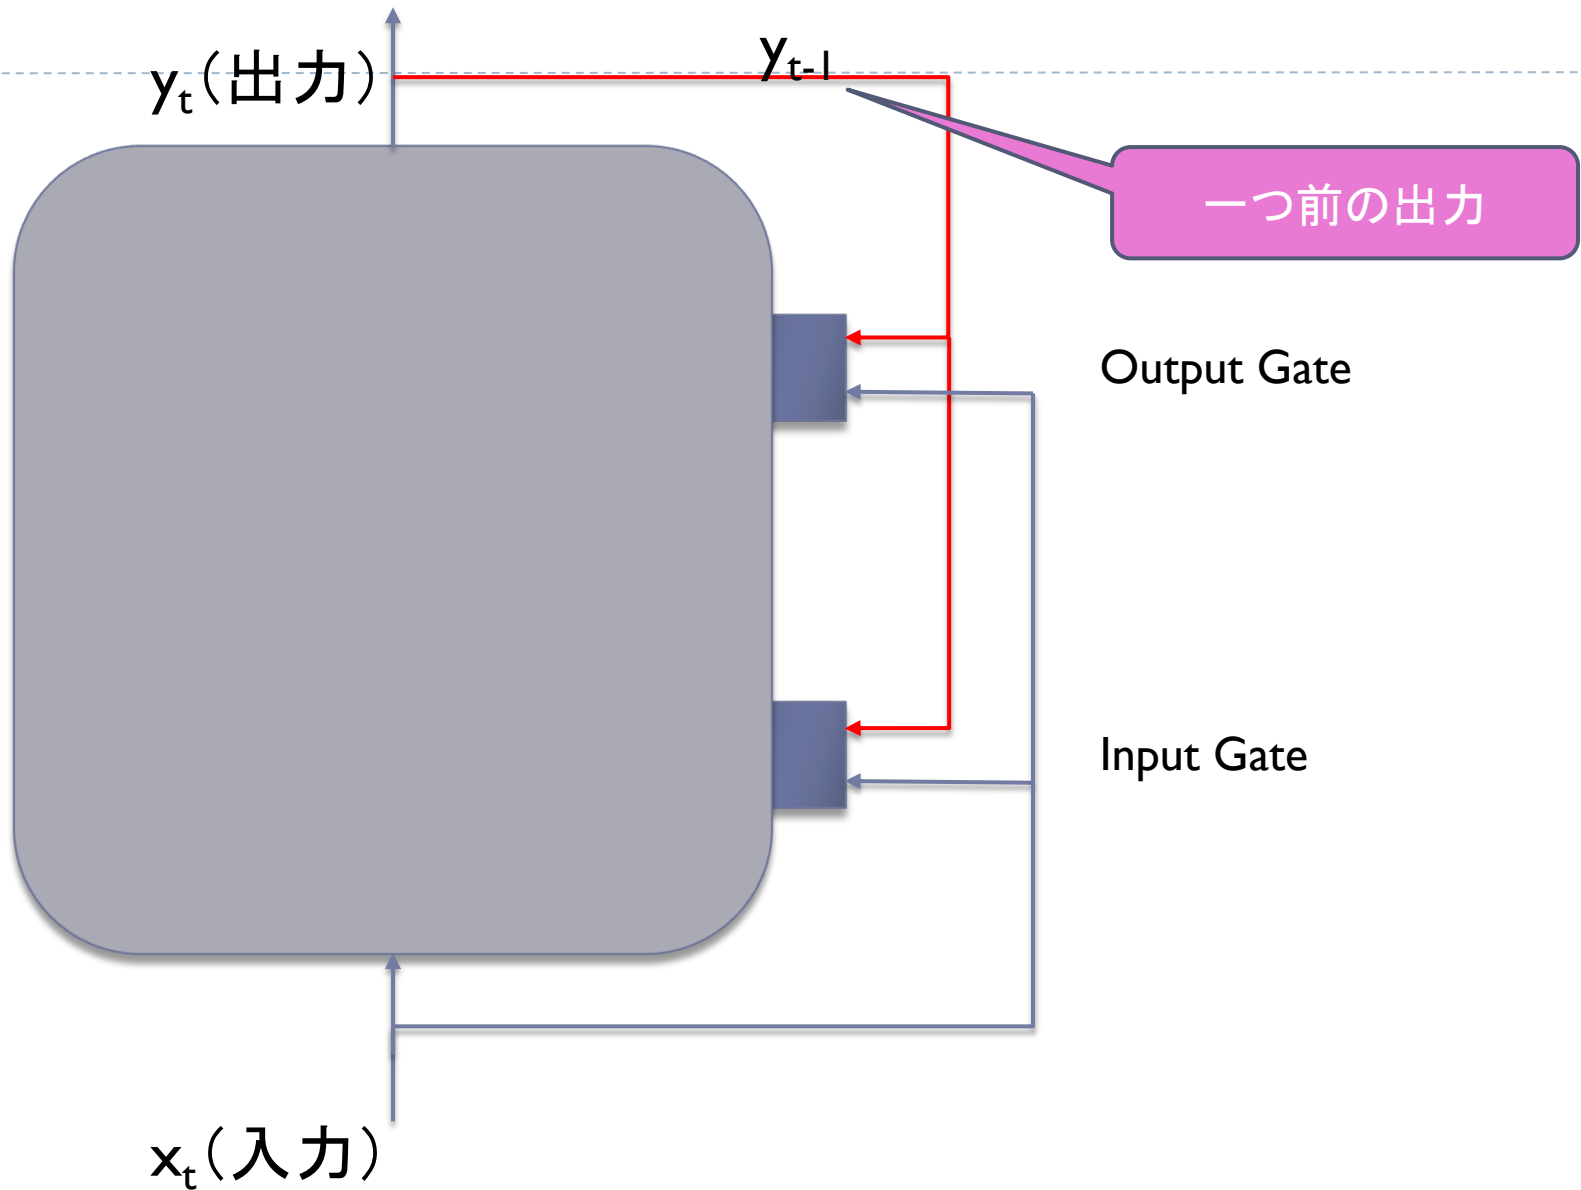 yt（出力）
yt-1
一つ前の出力
Output Gate
Input Gate
xt（入力）